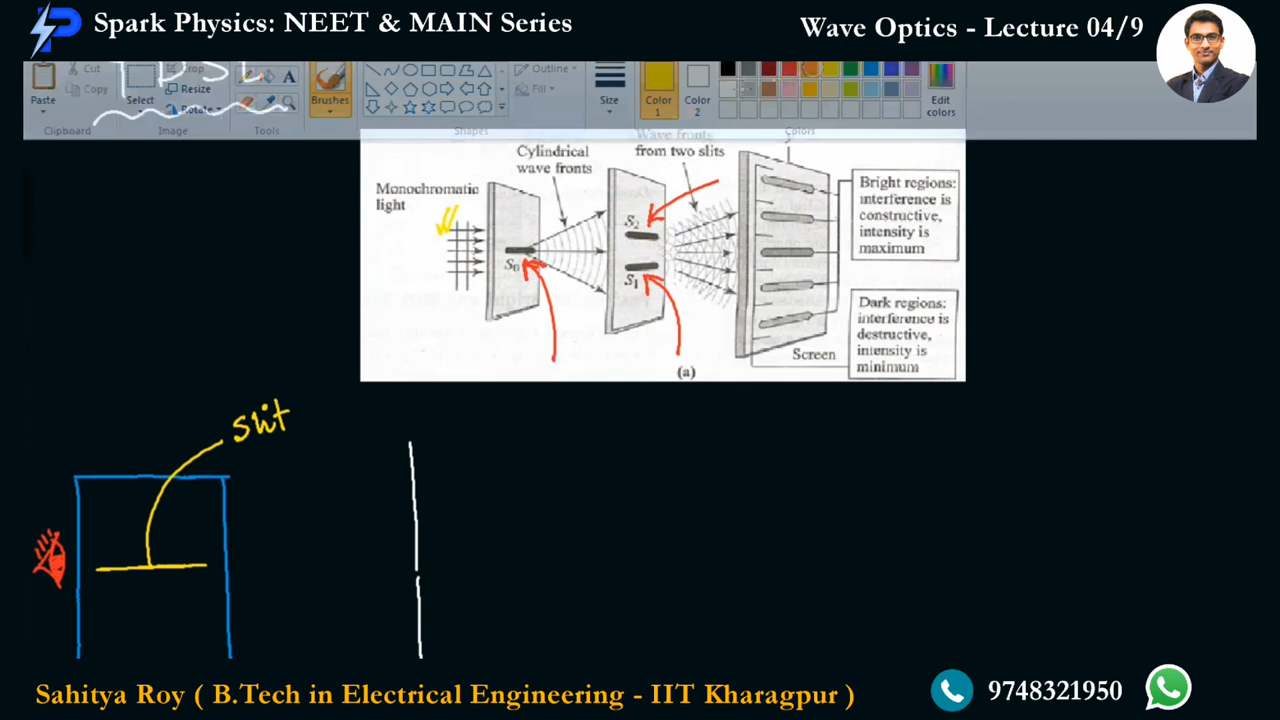 Spark Physics: NEET & MAIN Series
Wave Optics - Lecture 04/9
Cut
Copy
Paste
Clipboard
Select
Crop
Resize
Rotate
Image
A
Tools
Brushes
Shapes
Outline
Fill
Size
Color
1
Color
2
Colors
Edit
colors
Cylindrical
wave fronts
Wave fronts
from two slits
Monochromatic
light
S₀
S₂
S₁
Bright regions:
interference is
constructive,
intensity is
maximum
Dark regions:
interference is
destructive,
intensity is
minimum
Screen
(a)
Slit
Sahitya Roy ( B.Tech in Electrical Engineering - IIT Kharagpur )
9748321950